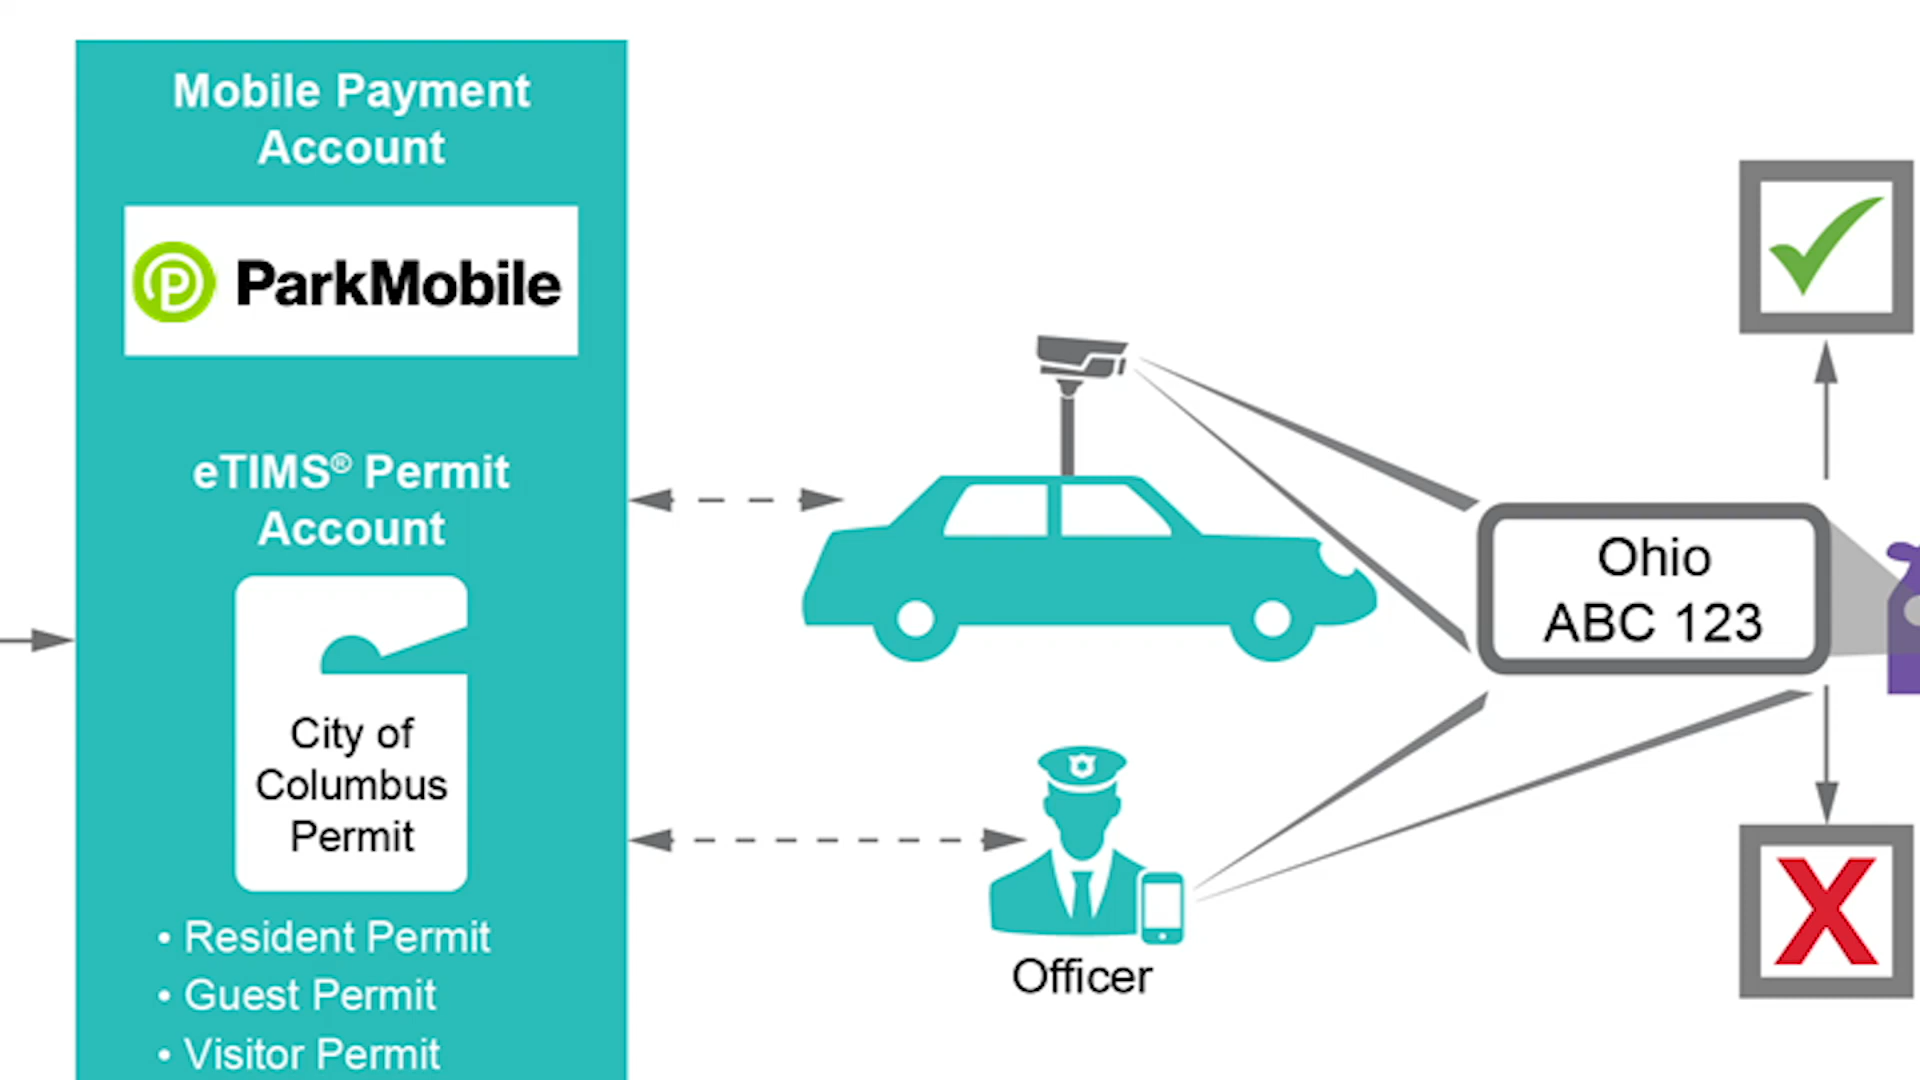 Mobile Payment
Account
ParkMobile
eTIMS® Permit
Account
City of
Columbus
Permit
• Resident Permit
• Guest Permit
• Visitor Permit
Officer
Ohio
ABC 123